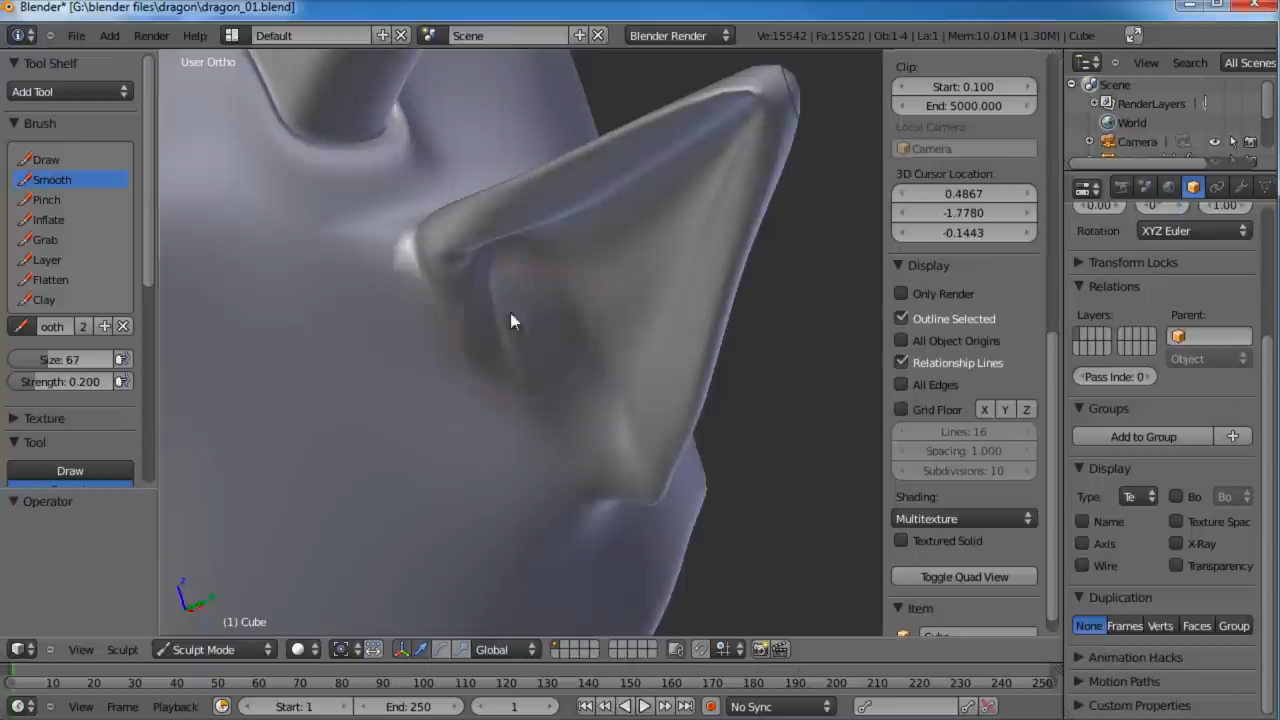 Blender* [G:\blender files\dragon\dragon_01.blend]
File Add Render Help Default Scene Blender Render Ve:15542 | Fa:15520 | Ob:1-4 | La:1 | Mem:10.01M (1.30M) | Cube
Tool Shelf
Add Tool
Brush
Draw
Smooth
Pinch
Inflate
Grab
Layer
Flatten
Clay
ooth 2
Size: 67
Strength: 0.200
Texture
Tool
Draw
Operator
User Ortho
z
(1) Cube
Clip:
Start: 0.100
End: 5000.000
Local Camera:
Camera
3D Cursor Location:
0.4867
-1.7780
-0.1443
Display
Only Render
Outline Selected
All Object Origins
Relationship Lines
All Edges
Grid Floor X Y Z
Lines: 16
Spacing: 1.000
Subdivisions: 10
Shading:
Multitexture
Textured Solid
Toggle Quad View
Item
View Search All Scenes
Scene
RenderLayers
World
Camera
0.00 0° 1.00
Rotation XYZ Euler
Transform Locks
Relations
Layers: Parent:
Object
Pass Inde: 0
Groups
Add to Group
Display
Type: Te Bo Bo
Name Texture Spac
Axis X-Ray
Wire Transparency
Duplication
None Frames Verts Faces Group
Animation Hacks
Motion Paths
Custom Properties
View Sculpt Sculpt Mode Global
10 20 30 40 50 60 70 80 90 100 110 120 130 140 150 160 170 180 190 200 210 220 230 240 250
View Frame Playback Start: 1 End: 250 1 No Sync